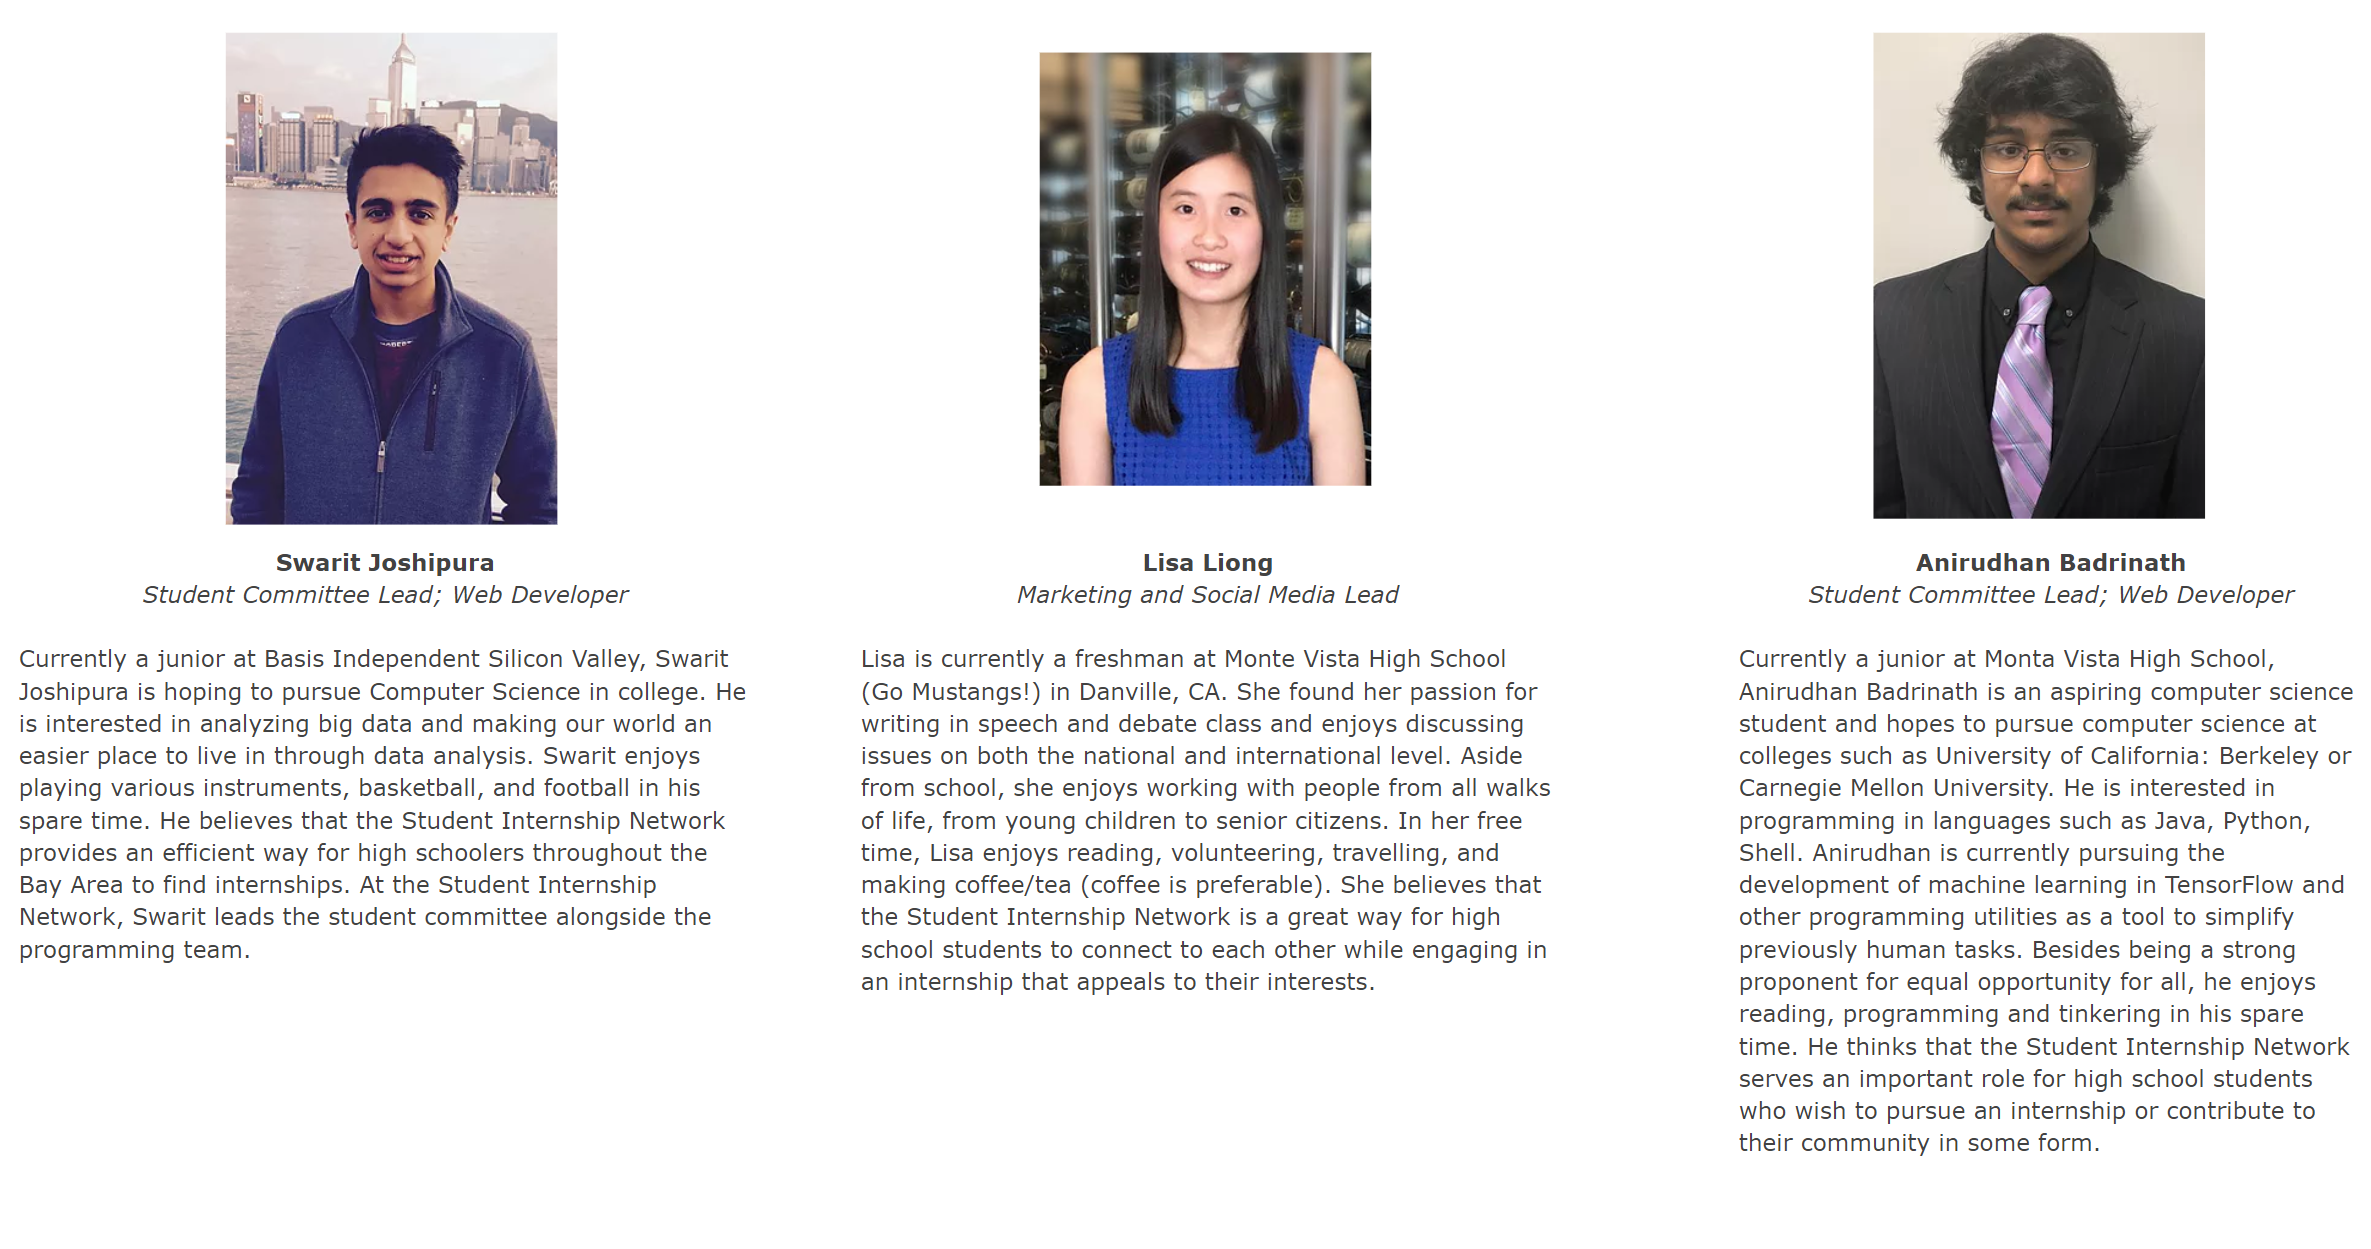 Swarit Joshipura
Student Committee Lead; Web Developer
Currently a junior at Basis Independent Silicon Valley, Swarit
Joshipura is hoping to pursue Computer Science in college. He
is interested in analyzing big data and making our world an
easier place to live in through data analysis. Swarit enjoys
playing various instruments, basketball, and football in his
spare time. He believes that the Student Internship Network
provides an efficient way for high schoolers throughout the
Bay Area to find internships. At the Student Internship
Network, Swarit leads the student committee alongside the
programming team.
Lisa Liong
Marketing and Social Media Lead
Lisa is currently a freshman at Monte Vista High School
(Go Mustangs!) in Danville, CA. She found her passion for
writing in speech and debate class and enjoys discussing
issues on both the national and international level. Aside
from school, she enjoys working with people from all walks
of life, from young children to senior citizens. In her free
time, Lisa enjoys reading, volunteering, travelling, and
making coffee/tea (coffee is preferable). She believes that
the Student Internship Network is a great way for high
school students to connect to each other while engaging in
an internship that appeals to their interests.
Anirudhan Badrinath
Student Committee Lead; Web Developer
Currently a junior at Monta Vista High School,
Anirudhan Badrinath is an aspiring computer science
student and hopes to pursue computer science at
colleges such as University of California: Berkeley or
Carnegie Mellon University. He is interested in
programming in languages such as Java, Python,
Shell. Anirudhan is currently pursuing the
development of machine learning in TensorFlow and
other programming utilities as a tool to simplify
previously human tasks. Besides being a strong
proponent for equal opportunity for all, he enjoys
reading, programming and tinkering in his spare
time. He thinks that the Student Internship Network
serves an important role for high school students
who wish to pursue an internship or contribute to
their community in some form.